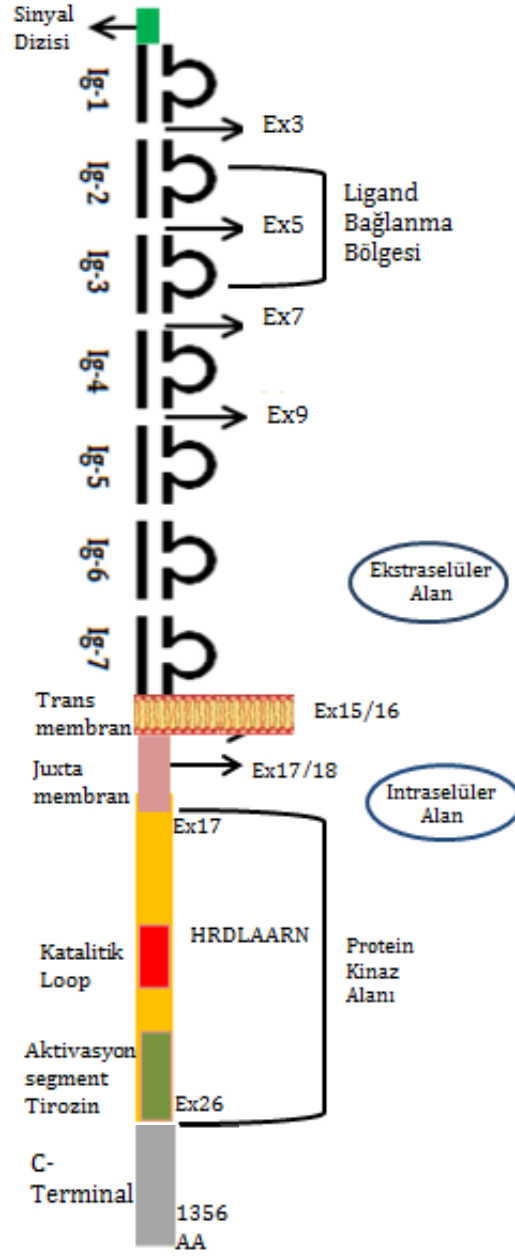 Sinyal
Dizisi
Ig-1
Ex3
Ig-2
Ligand
Bağlanma
Bölgesi
Ex5
Ig-3
Ex7
Ig-4
Ex9
Ig-5
Ig-6
Ekstraselüler
Alan
Ig-7
Trans
membran
Ex15/16
Juxta
membran
Ex17/18
Intraselüler
Alan
Ex17
HRDLAARN
Katalitik
Loop
Protein
Kinaz
Alanı
Aktivasyon
segment
Tirozin
Ex26
C-
Terminal
1356
AA